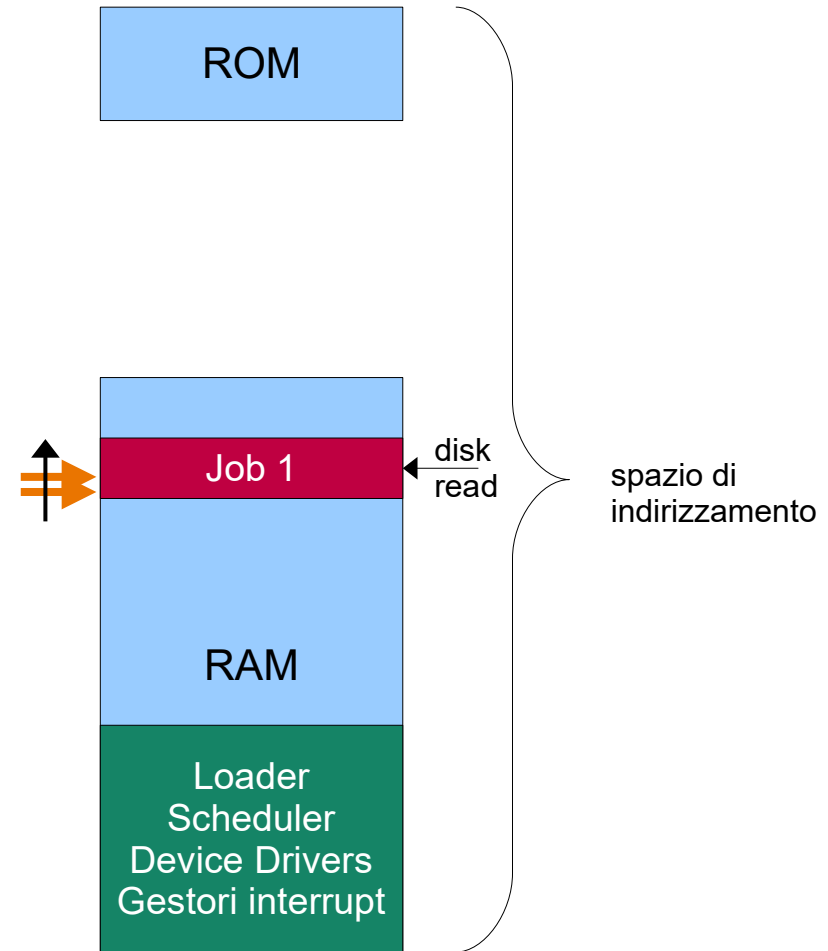 ROM
Job 1
disk
read
spazio di
indirizzamento
RAM
Loader
Scheduler
Device Drivers
Gestori interrupt